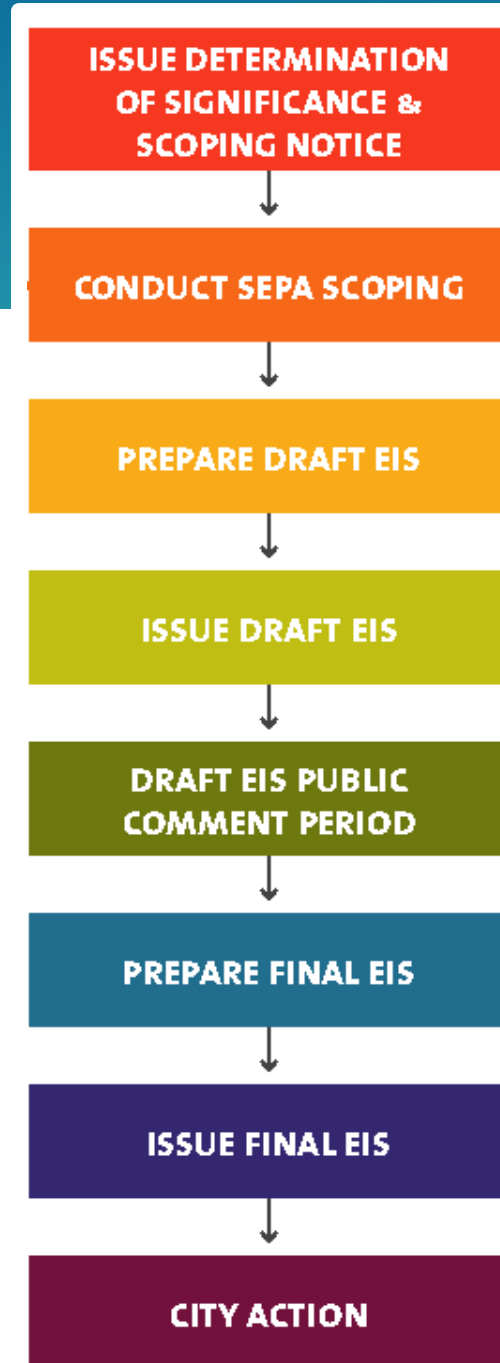 ISSUE DETERMINATION
OF SIGNIFICANCE &
SCOPING NOTICE
CONDUCT SEPA SCOPING
PREPARE DRAFT EIS
ISSUE DRAFT EIS
DRAFT EIS PUBLIC
COMMENT PERIOD
PREPARE FINAL EIS
ISSUE FINAL EIS
CITY ACTION